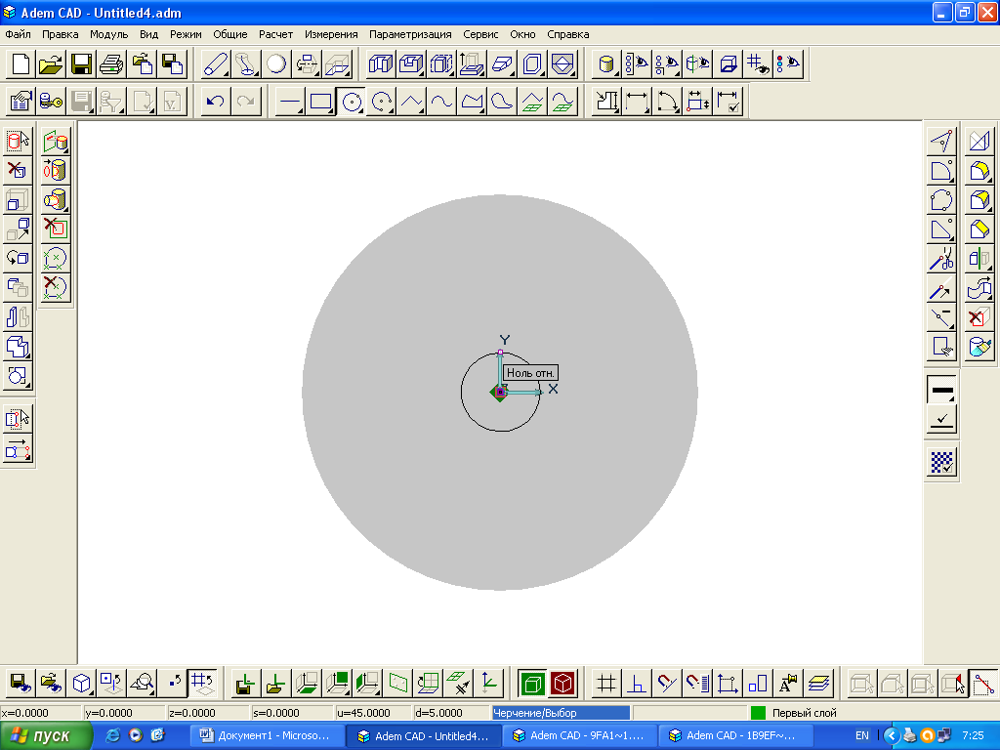 Adem CAD - Untitled4.adm
Файл Правка Модуль Вид Режим Общие Расчет Измерения Параметризация Сервис Окно Справка
Y
Ноль отн.
X
x=0.0000 y=0.0000 z=0.0000 s=0.0000 u=45.0000 d=5.0000 Черчение/Выбор Первый слой
пуск Документ1 - Microso... Adem CAD - Untitled4... Adem CAD - 9FA1~1.... Adem CAD - 1B9EF~... EN 7:25